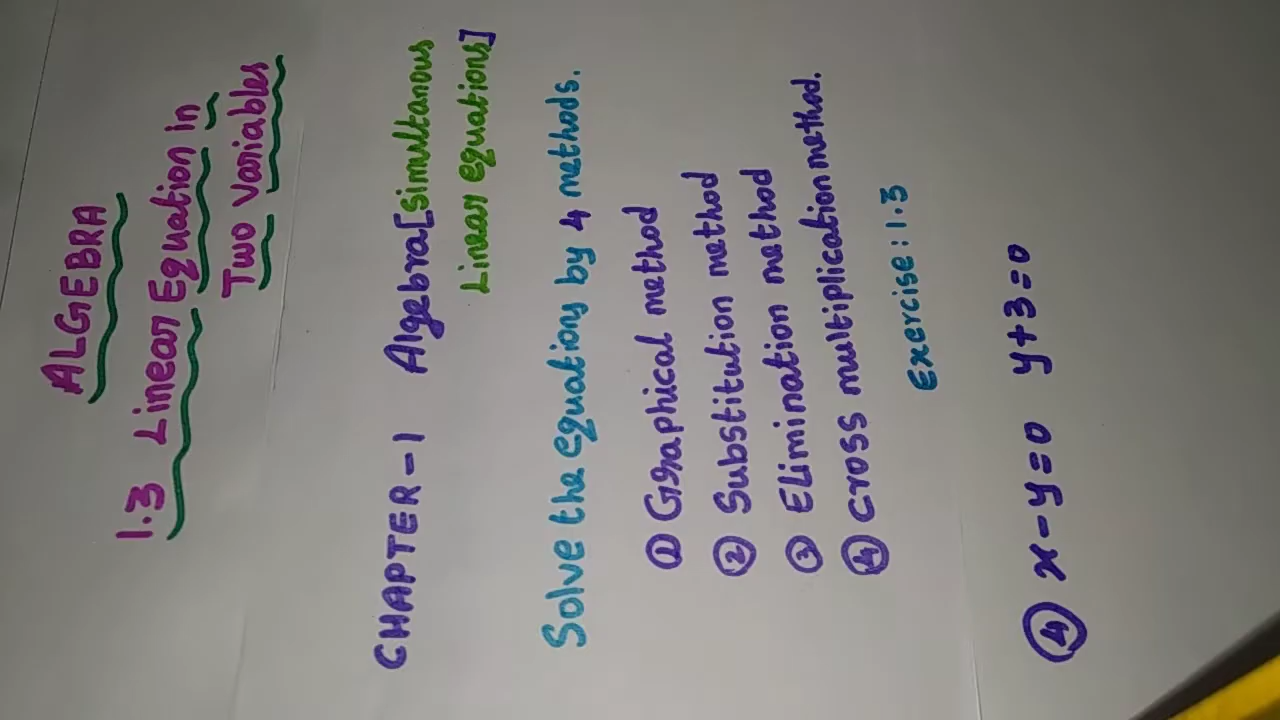 ALGEBRA
1.3 Linear Equation in
Two Variables
CHAPTER-1 Algebra[simultanous
Linear equations]
Solve the equations by 4 methods.
① Graphical method
② Substitution method
③ Elimination method
④ cross multiplication method.
Exercise:1.3
④ x-y=0 y+3=0